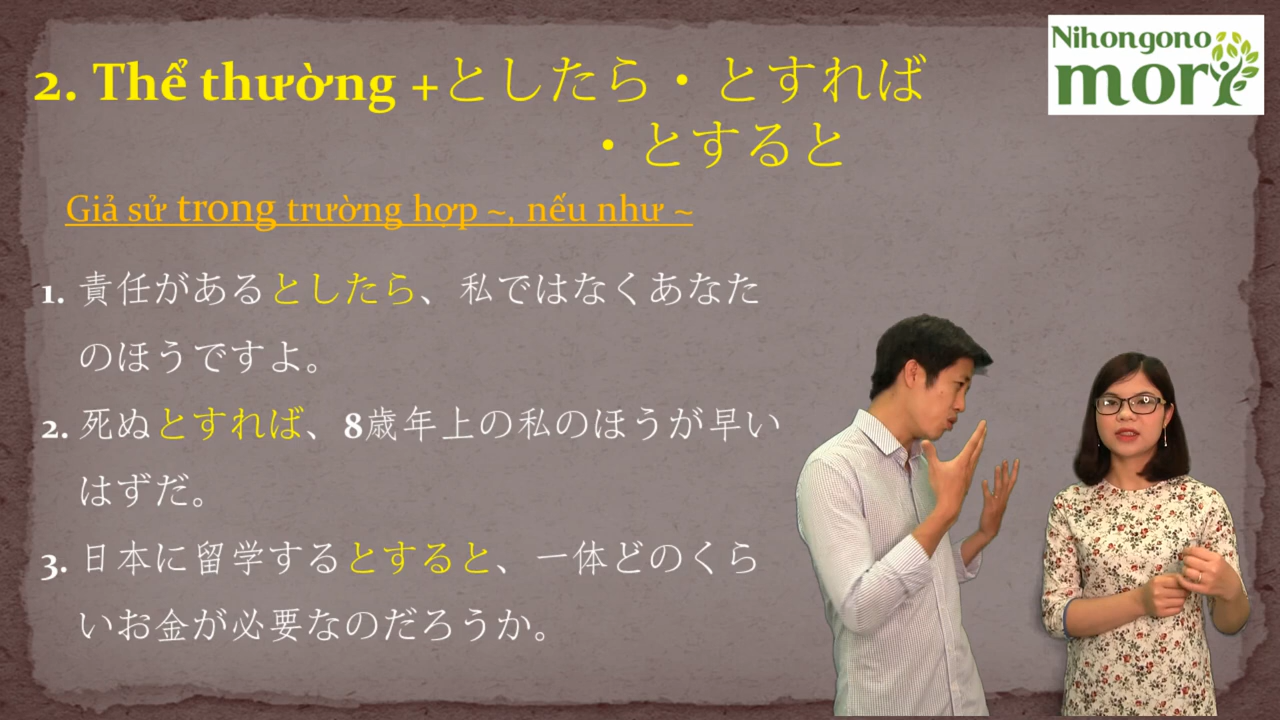 2. Thể thường +としたら・とすれば
・とすると
Nihongono
mori
Giả sử trong trường hợp ~, nếu như ~
1. 責任があるとしたら、私ではなくあなた
のほうですよ。
2. 死ぬとすれば、8歳年上の私のほうが早い
はずだ。
3. 日本に留学するとすると、一体どのくら
いお金が必要なのだろうか。